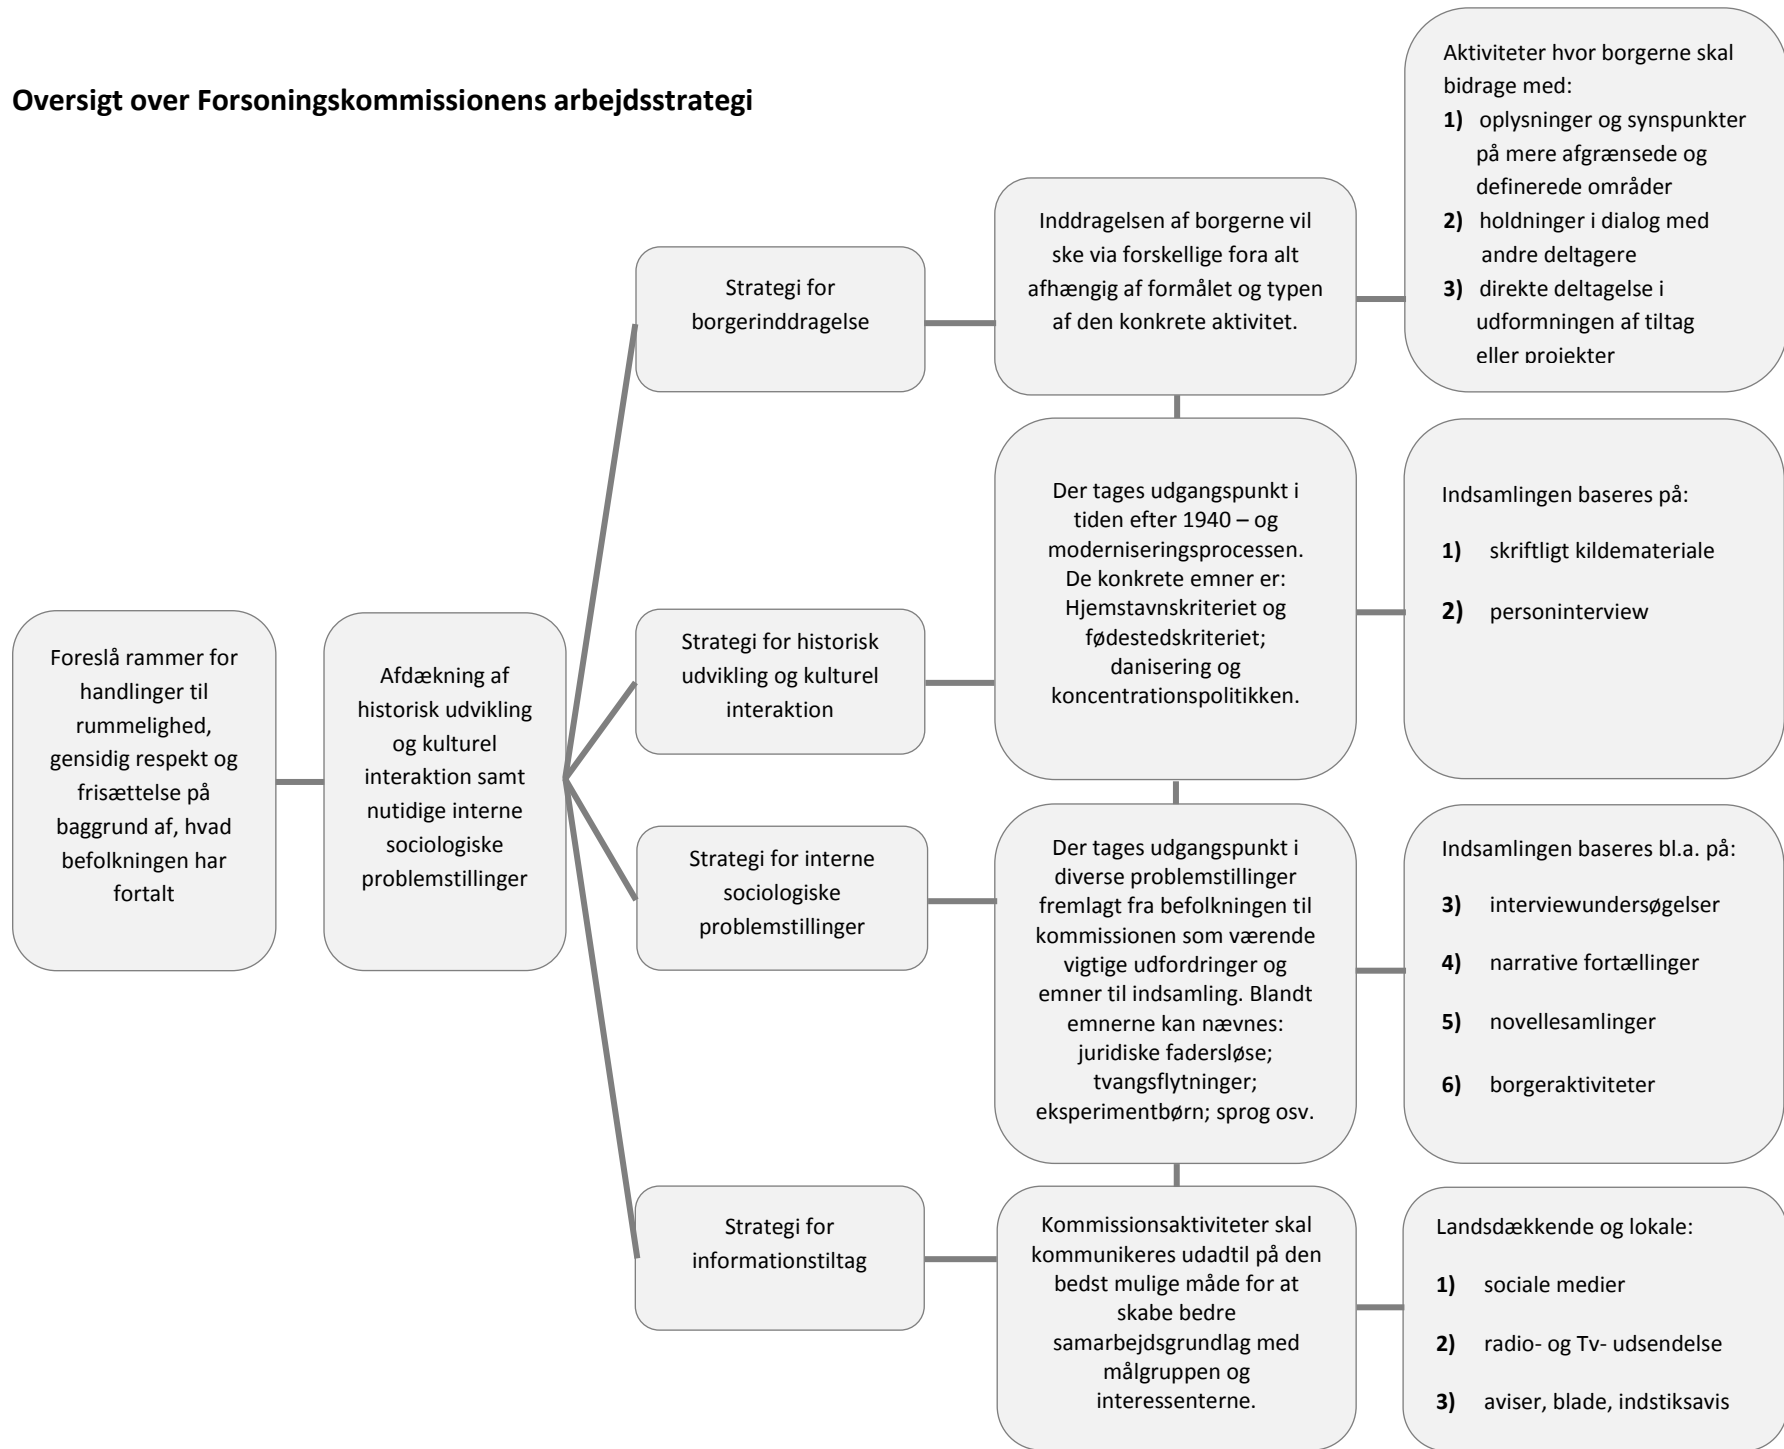 Oversigt over Forsoningskommissionens arbejdsstrategi
Foreslå rammer for
handlinger til
rummelighed,
gensidig respekt og
frisættelse på
baggrund af, hvad
befolkningen har
fortalt
Afdækning af
historisk udvikling
og kulturel
interaktion samt
nutidige interne
sociologiske
problemstillinger
Strategi for
borgerinddragelse
Inddragelsen af borgerne vil
ske via forskellige fora alt
afhængig af formålet og typen
af den konkrete aktivitet.
Aktiviteter hvor borgerne skal
bidrage med:
1) oplysninger og synspunkter
på mere afgrænsede og
definerede områder
2) holdninger i dialog med
andre deltagere
3) direkte deltagelse i
udformningen af tiltag
eller projekter
Strategi for historisk
udvikling og kulturel
interaktion
Der tages udgangspunkt i
tiden efter 1940 – og
moderniseringsprocessen.
De konkrete emner er:
Hjemstavnskriteriet og
fødestedskriteriet;
danisering og
koncentrationspolitikken.
Indsamlingen baseres på:
1) skriftligt kildemateriale
2) personinterview
Strategi for interne
sociologiske
problemstillinger
Der tages udgangspunkt i
diverse problemstillinger
fremlagt fra befolkningen til
kommissionen som værende
vigtige udfordringer og
emner til indsamling. Blandt
emnerne kan nævnes:
juridiske faderløse;
tvangsflytninger;
eksperimentbørn; sprog osv.
Indsamlingen baseres bl.a. på:
3) interviewundersøgelser
4) narrative fortællinger
5) novellesamlinger
6) borgeraktiviteter
Strategi for
informationstiltag
Kommissionsaktiviteter skal
kommunikeres udadtil på den
bedst mulige måde for at
skabe bedre
samarbejdsgrundlag med
målgruppen og
interessenterne.
Landsdækkende og lokale:
1) sociale medier
2) radio- og Tv- udsendelse
3) aviser, blade, indstiksavis